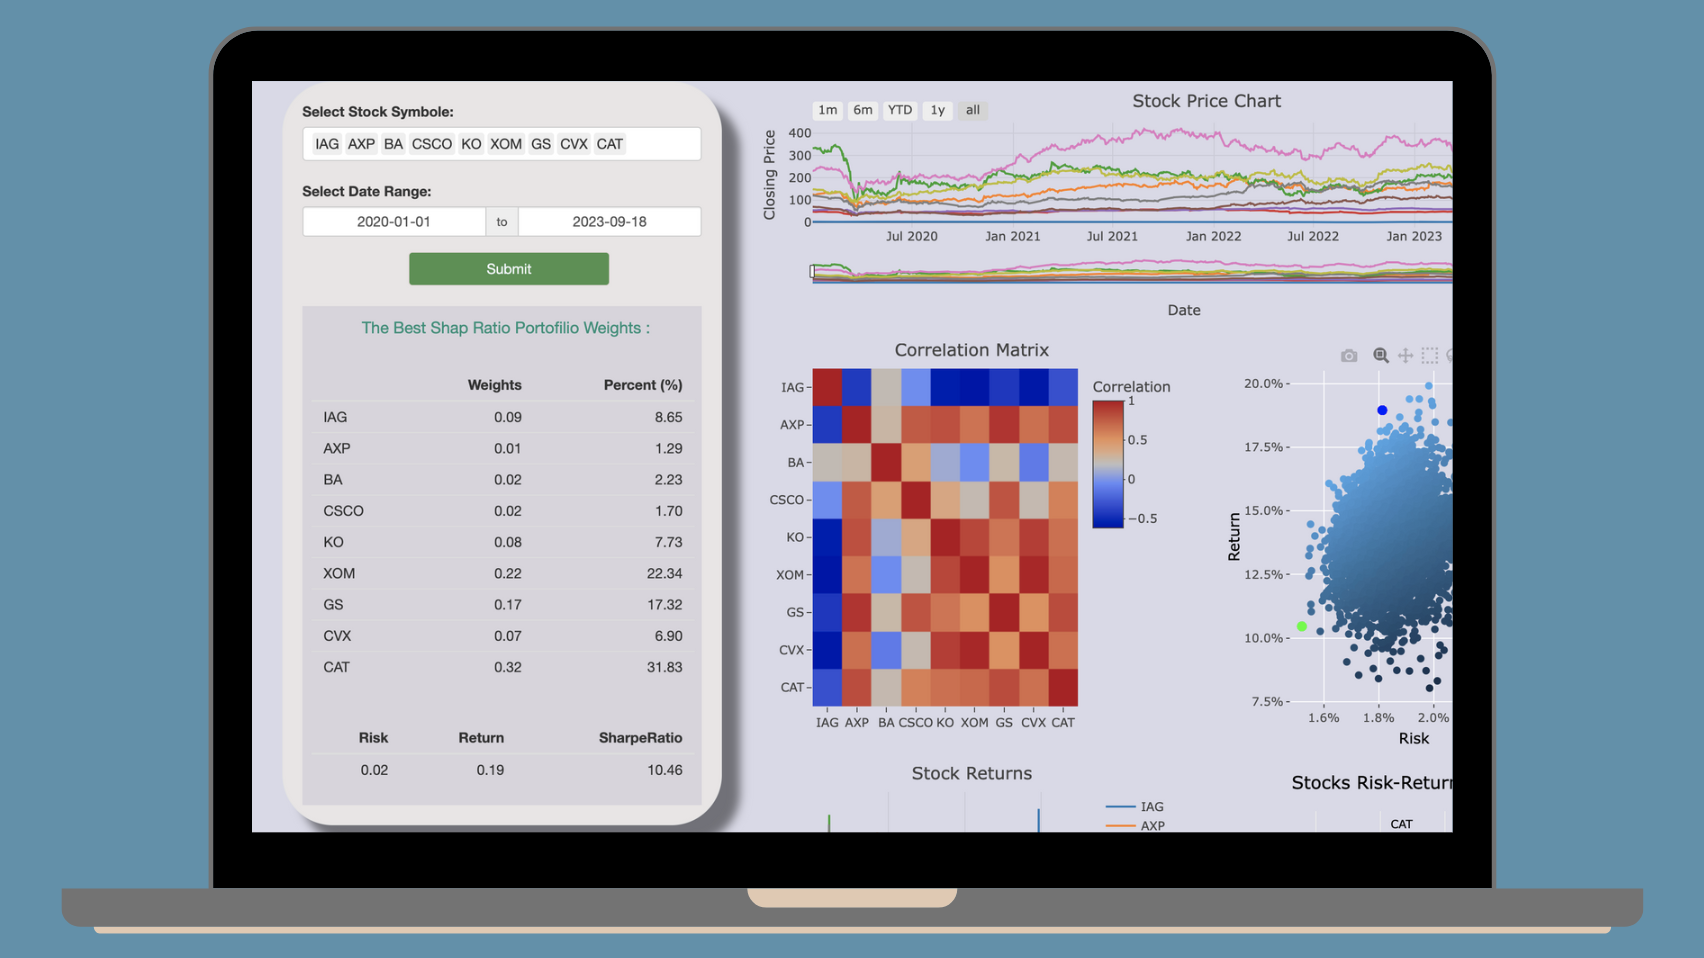 Select Stock Symbole:
IAG AXP BA CSCO KO XOM GS CVX CAT
Select Date Range:
2020-01-01 to 2023-09-18
Submit
The Best Shap Ratio Portofilio Weights :
Weights Percent (%)
IAG 0.09 8.65
AXP 0.01 1.29
BA 0.02 2.23
CSCO 0.02 1.70
KO 0.08 7.73
XOM 0.22 22.34
GS 0.17 17.32
CVX 0.07 6.90
CAT 0.32 31.83
Risk Return SharpeRatio
0.02 0.19 10.46
Stock Price Chart
1m 6m YTD 1y all
Closing Price
400
300
200
100
0
Jul 2020 Jan 2021 Jul 2021 Jan 2022 Jul 2022 Jan 2023
Date
Correlation Matrix
IAG
AXP
BA
CSCO
KO
XOM
GS
CVX
CAT
IAG AXP BA CSCO KO XOM GS CVX CAT
Correlation
1
0.5
0
−0.5
Return
20.0%
17.5%
15.0%
12.5%
10.0%
7.5%
1.6% 1.8% 2.0%
Risk
Stock Returns
IAG
AXP
Stocks Risk-Return
CAT